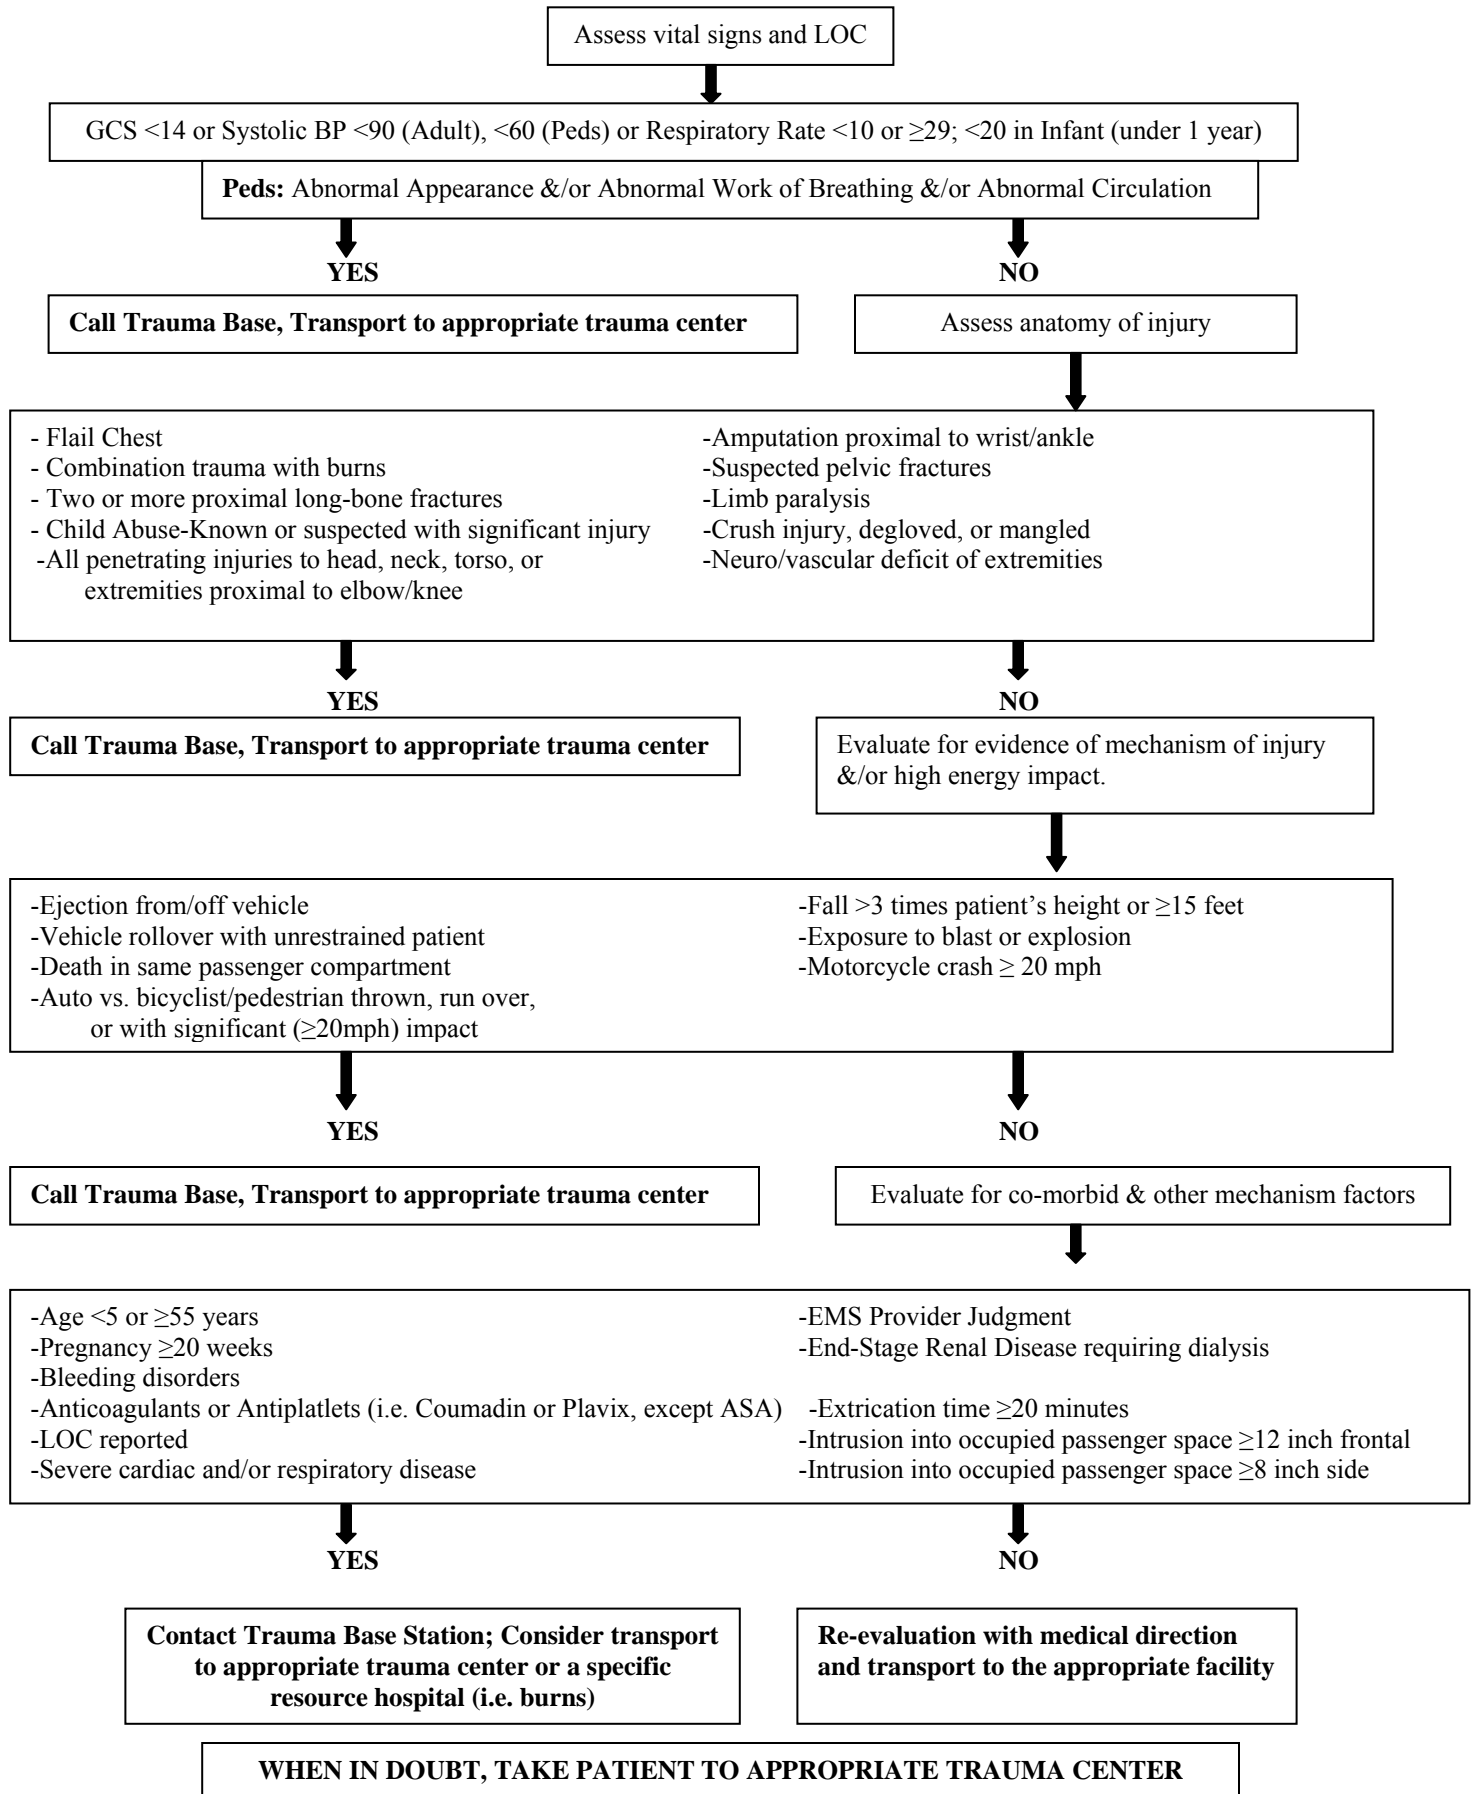 Assess vital signs and LOC
GCS <14 or Systolic BP <90 (Adult), <60 (Peds) or Respiratory Rate <10 or ≥29; <20 in Infant (under 1 year)
Peds: Abnormal Appearance &/or Abnormal Work of Breathing &/or Abnormal Circulation
YES
NO
Call Trauma Base, Transport to appropriate trauma center
Assess anatomy of injury
- Flail Chest
- Combination trauma with burns
- Two or more proximal long-bone fractures
- Child Abuse-Known or suspected with significant injury
-All penetrating injuries to head, neck, torso, or
extremities proximal to elbow/knee
-Amputation proximal to wrist/ankle
-Suspected pelvic fractures
-Limb paralysis
-Crush injury, degloved, or mangled
-Neuro/vascular deficit of extremities
YES
NO
Call Trauma Base, Transport to appropriate trauma center
Evaluate for evidence of mechanism of injury
&/or high energy impact.
-Ejection from/off vehicle
-Vehicle rollover with unrestrained patient
-Death in same passenger compartment
-Auto vs. bicyclist/pedestrian thrown, run over,
or with significant (≥20mph) impact
-Fall >3 times patient’s height or ≥15 feet
-Exposure to blast or explosion
-Motorcycle crash ≥ 20 mph
YES
NO
Call Trauma Base, Transport to appropriate trauma center
Evaluate for co-morbid & other mechanism factors
-Age <5 or ≥55 years
-Pregnancy ≥20 weeks
-Bleeding disorders
-Anticoagulants or Antiplatlets (i.e. Coumadin or Plavix, except ASA)
-LOC reported
-Severe cardiac and/or respiratory disease
-EMS Provider Judgment
-End-Stage Renal Disease requiring dialysis
-Extrication time ≥20 minutes
-Intrusion into occupied passenger space ≥12 inch frontal
-Intrusion into occupied passenger space ≥8 inch side
YES
NO
Contact Trauma Base Station; Consider transport
to appropriate trauma center or a specific
resource hospital (i.e. burns)
Re-evaluation with medical direction
and transport to the appropriate facility
WHEN IN DOUBT, TAKE PATIENT TO APPROPRIATE TRAUMA CENTER